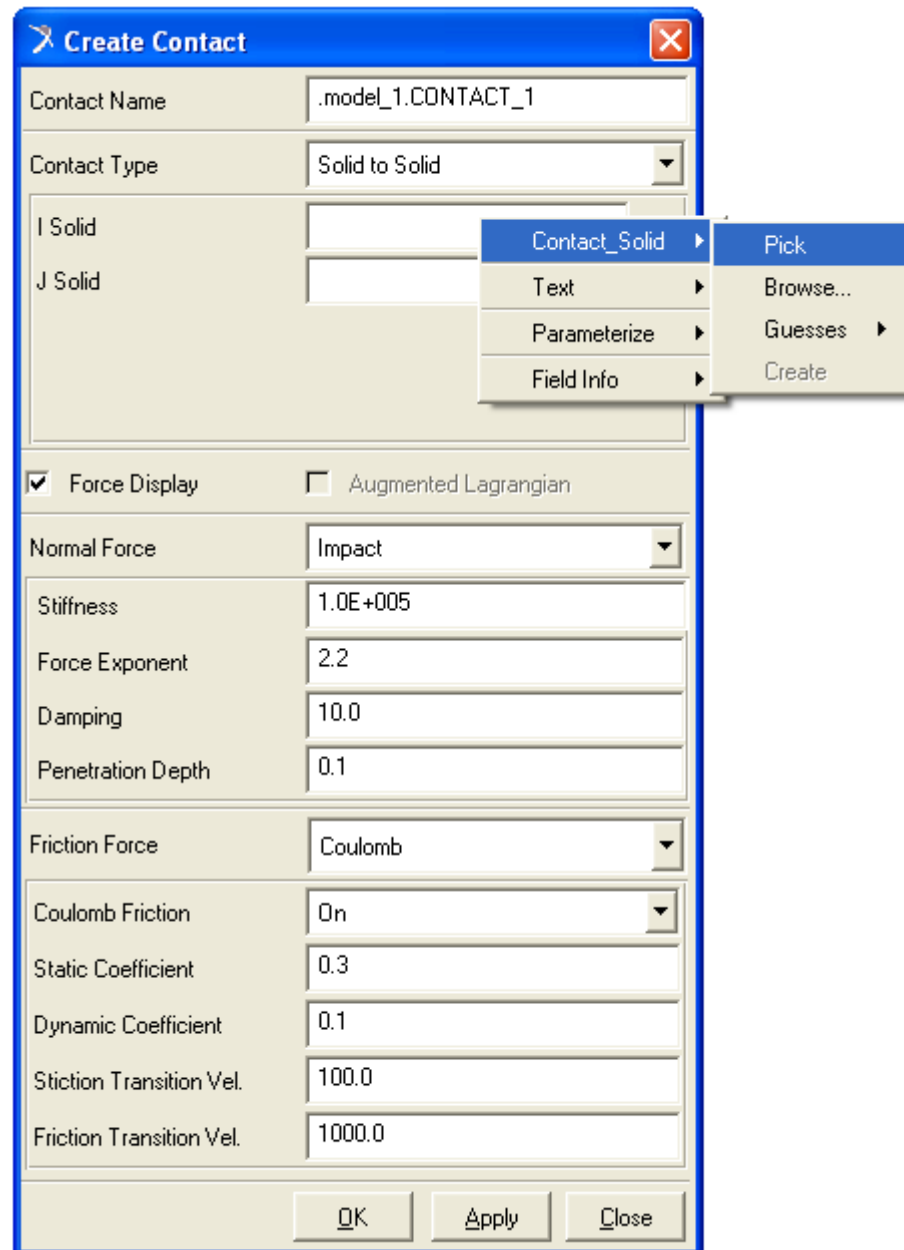 Create Contact
Contact Name .model_1.CONTACT_1
Contact Type Solid to Solid
I Solid
Contact_Solid Pick
J Solid
Text Browse...
Parameterize Guesses
Field Info Create
Force Display Augmented Lagrangian
Normal Force Impact
Stiffness 1.0E+005
Force Exponent 2.2
Damping 10.0
Penetration Depth 0.1
Friction Force Coulomb
Coulomb Friction On
Static Coefficient 0.3
Dynamic Coefficient 0.1
Stiction Transition Vel. 100.0
Friction Transition Vel. 1000.0
OK Apply Close